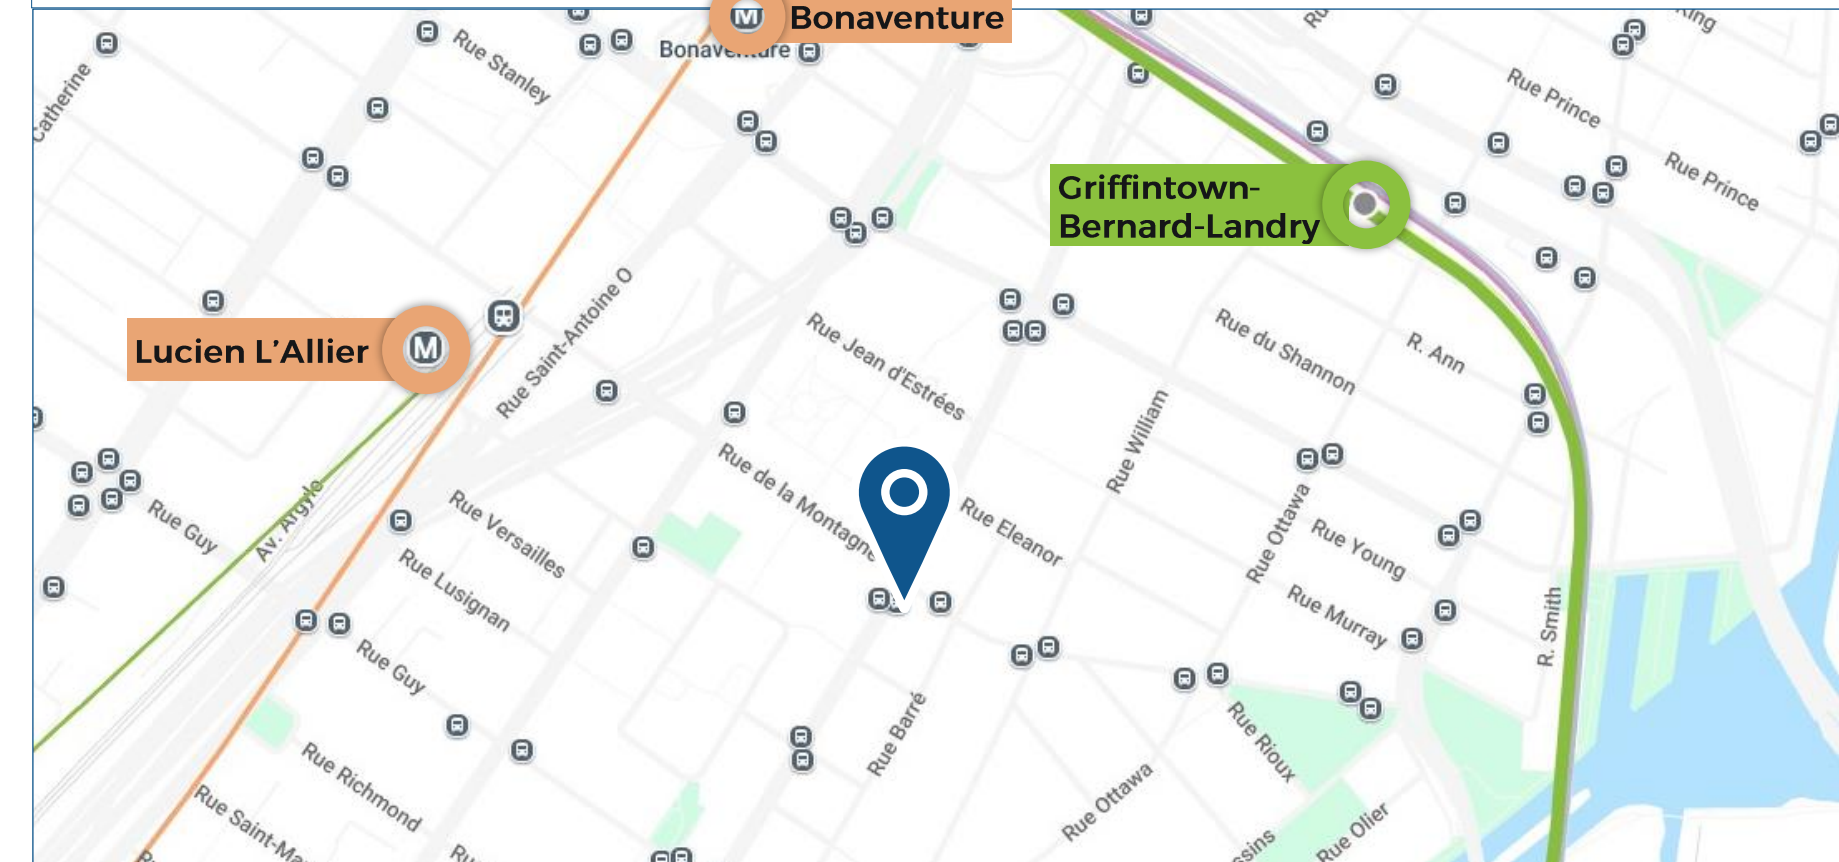 Bonaventure
Bonaventure
Rue Stanley
Catherine
Rue Prince
Rue Prince
Griffintown-
Bernard-Landry
Lucien L'Allier
M
M
Rue Saint-Antoine O
Rue Jean d'Estrées
Rue du Shannon
R. Ann
Rue William
Rue de la Montagne
Rue Eleanor
Rue Ottawa
Rue Young
Rue Murray
R. Smith
Rue Guy
Av. Argyle
Rue Versailles
Rue Lusignan
Rue Guy
Rue Barré
Rue Rioux
Rue Richmond
Rue Ottawa
Rue Olier
Rue